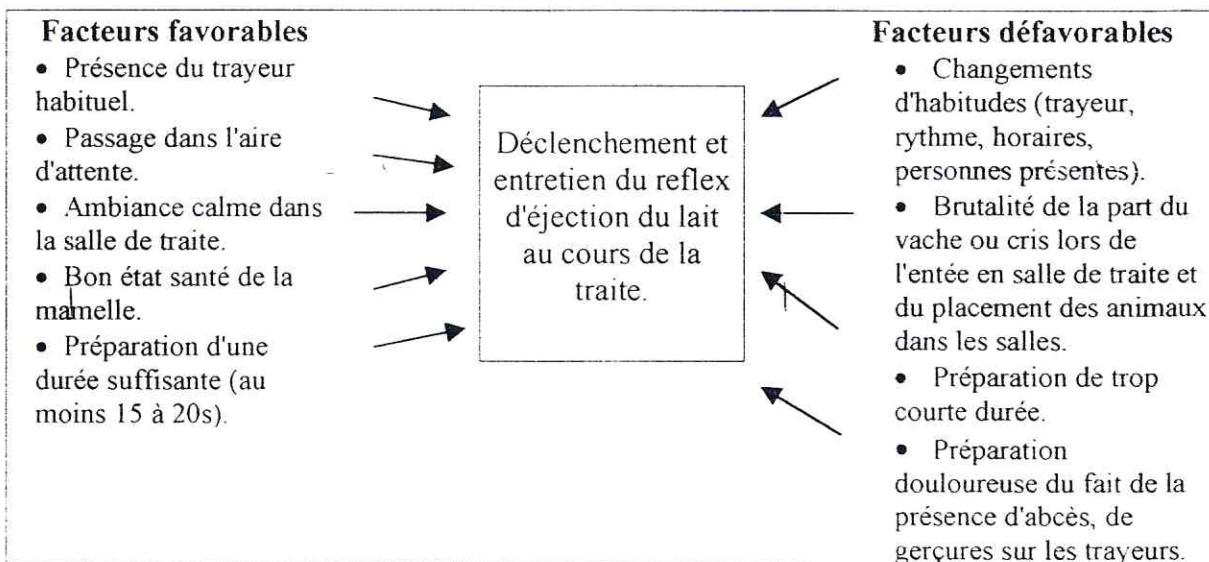 Facteurs favorables
• Présence du trayeur
habituel.
• Passage dans l'aire
d'attente.
• Ambiance calme dans
la salle de traite.
• Bon état santé de la
mamelle.
• Préparation d'une
durée suffisante (au
moins 15 à 20s).
Déclenchement et
entretien du reflex
d'éjection du lait
au cours de la
traite.
Facteurs défavorables
• Changements
d'habitudes (trayeur,
rythme, horaires,
personnes présentes).
• Brutalité de la part du
vache ou cris lors de
l'entée en salle de traite et
du placement des animaux
dans les salles.
• Préparation de trop
courte durée.
• Préparation
douloureuse du fait de la
présence d'abcès, de
gerçures sur les trayeurs.